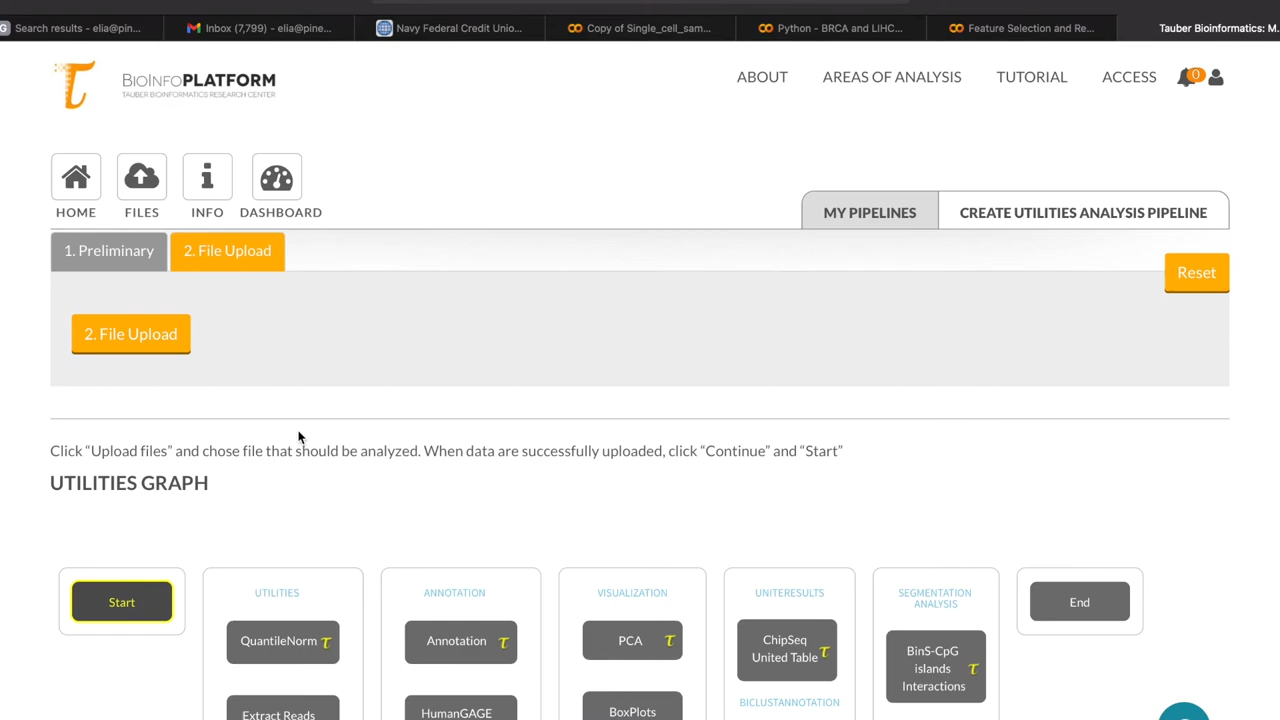 Search results - elia@pin...
Inbox (7,799) - elia@pine...
Navy Federal Credit Unio...
Copy of Single_cell_sam...
Python - BRCA and LIHC...
Feature Selection and Re...
Tauber Bioinformatics: M.
BIOINFOPLATFORM
TAUBER BIOINFORMATICS RESEARCH CENTER
ABOUT
AREAS OF ANALYSIS
TUTORIAL
ACCESS
0
HOME
FILES
INFO
DASHBOARD
MY PIPELINES
CREATE UTILITIES ANALYSIS PIPELINE
1. Preliminary
2. File Upload
Reset
2. File Upload
Click “Upload files” and chose file that should be analyzed. When data are successfully uploaded, click “Continue” and “Start”
UTILITIES GRAPH
Start
UTILITIES
QuantileNorm
Extract Reads
ANNOTATION
Annotation
HumanGAGE
VISUALIZATION
PCA
BoxPlots
UNITERESULTS
ChipSeq
United Table
BICLUSTANNOTATION
SEGMENTATION
ANALYSIS
BinS-CpG
islands
Interactions
End